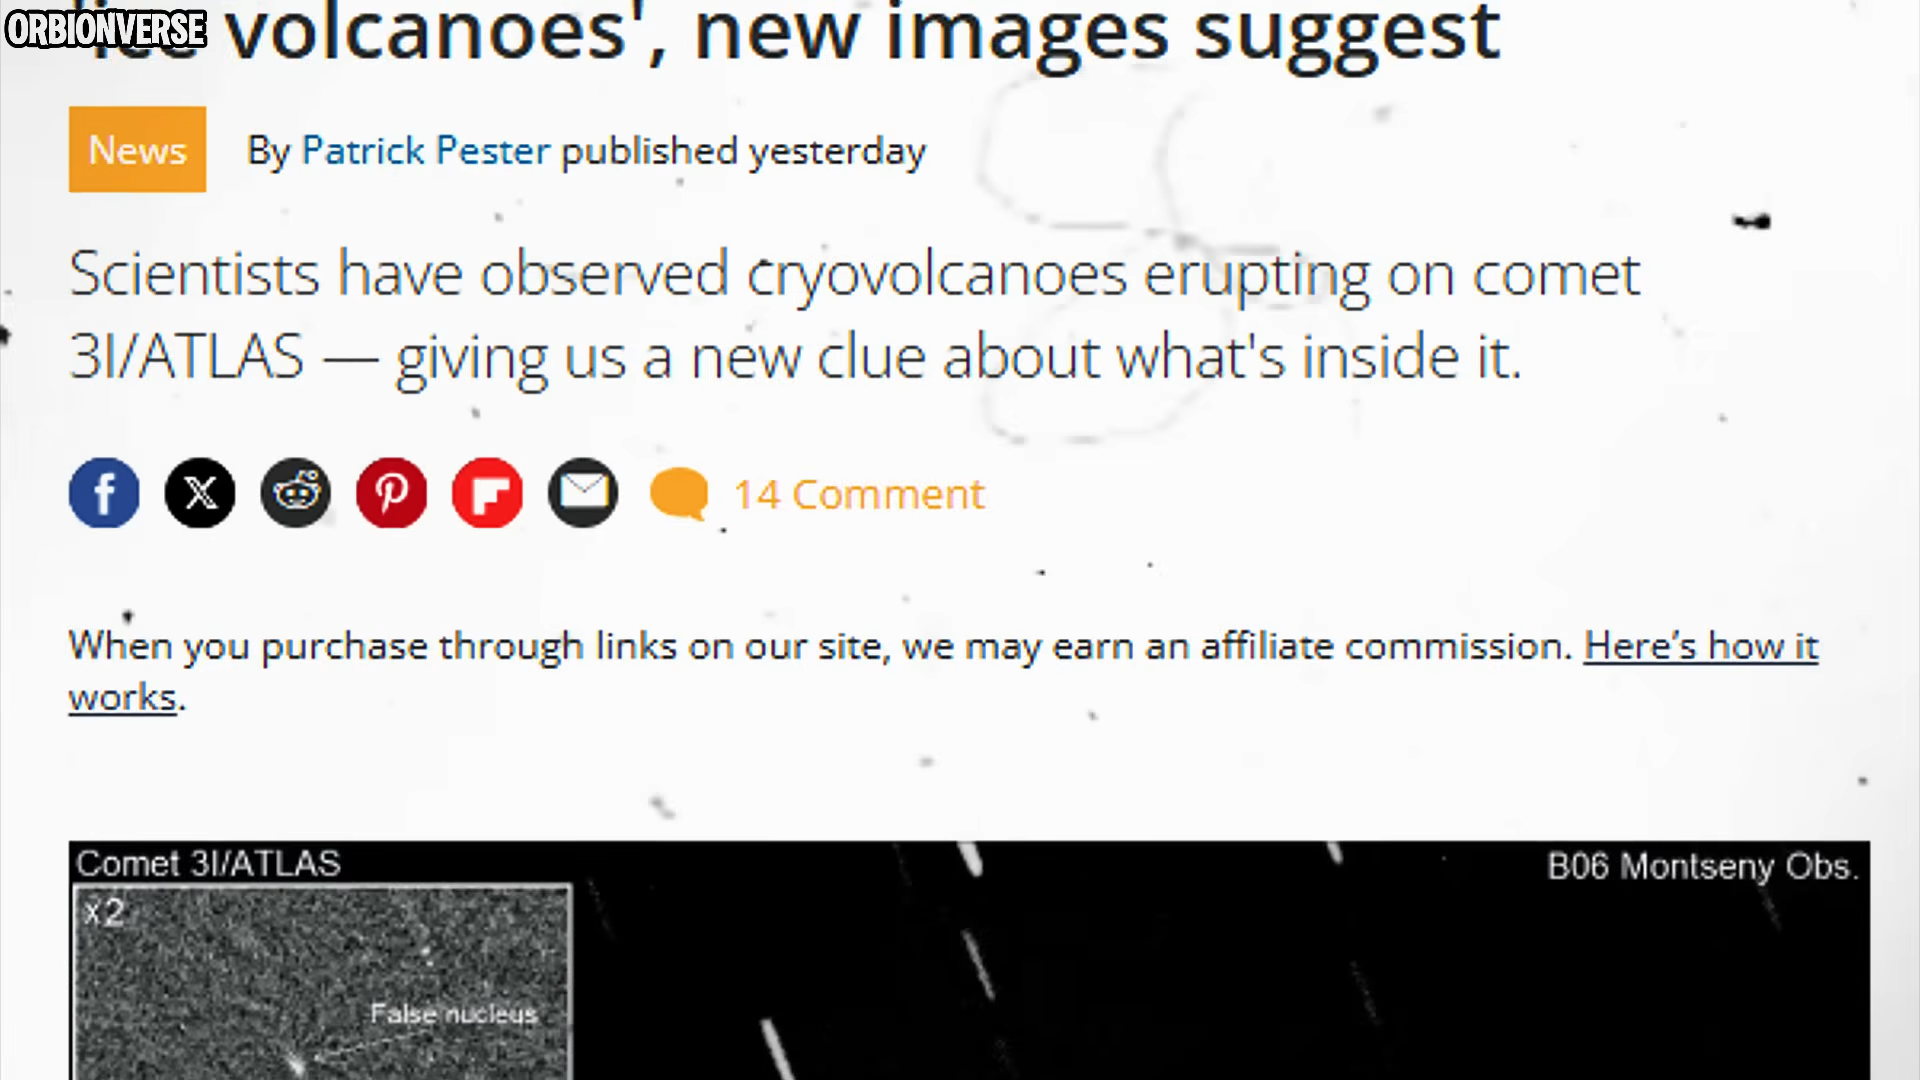 ORBIONVERSE
volcanoes', new images suggest
News
By Patrick Pester published yesterday
Scientists have observed cryovolcanoes erupting on comet
3I/ATLAS — giving us a new clue about what's inside it.
14 Comment
When you purchase through links on our site, we may earn an affiliate commission. Here’s how it
works.
Comet 3I/ATLAS
B06 Montseny Obs.
x2
False nucleus